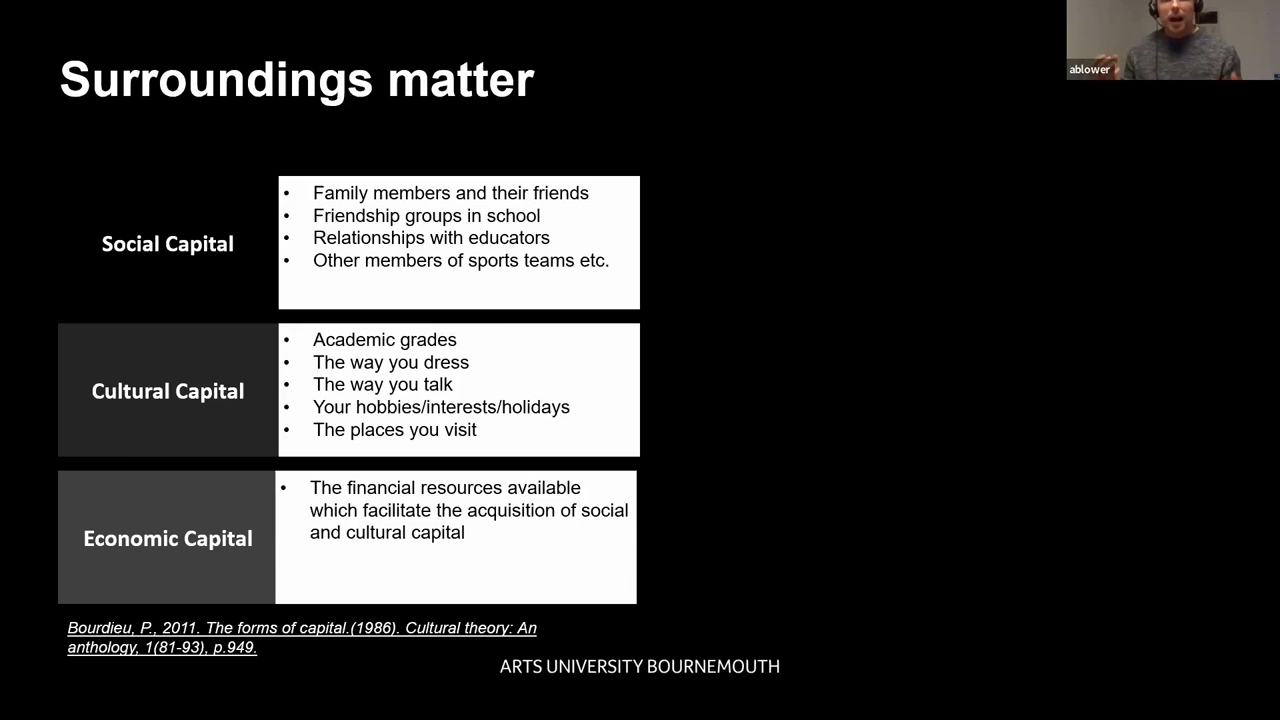 Surroundings matter
ablower
Social Capital
• Family members and their friends
• Friendship groups in school
• Relationships with educators
• Other members of sports teams etc.
Cultural Capital
• Academic grades
• The way you dress
• The way you talk
• Your hobbies/interests/holidays
• The places you visit
Economic Capital
• The financial resources available
which facilitate the acquisition of social
and cultural capital
Bourdieu, P., 2011. The forms of capital.(1986). Cultural theory: An
anthology, 1(81-93), p.949.
ARTS UNIVERSITY BOURNEMOUTH